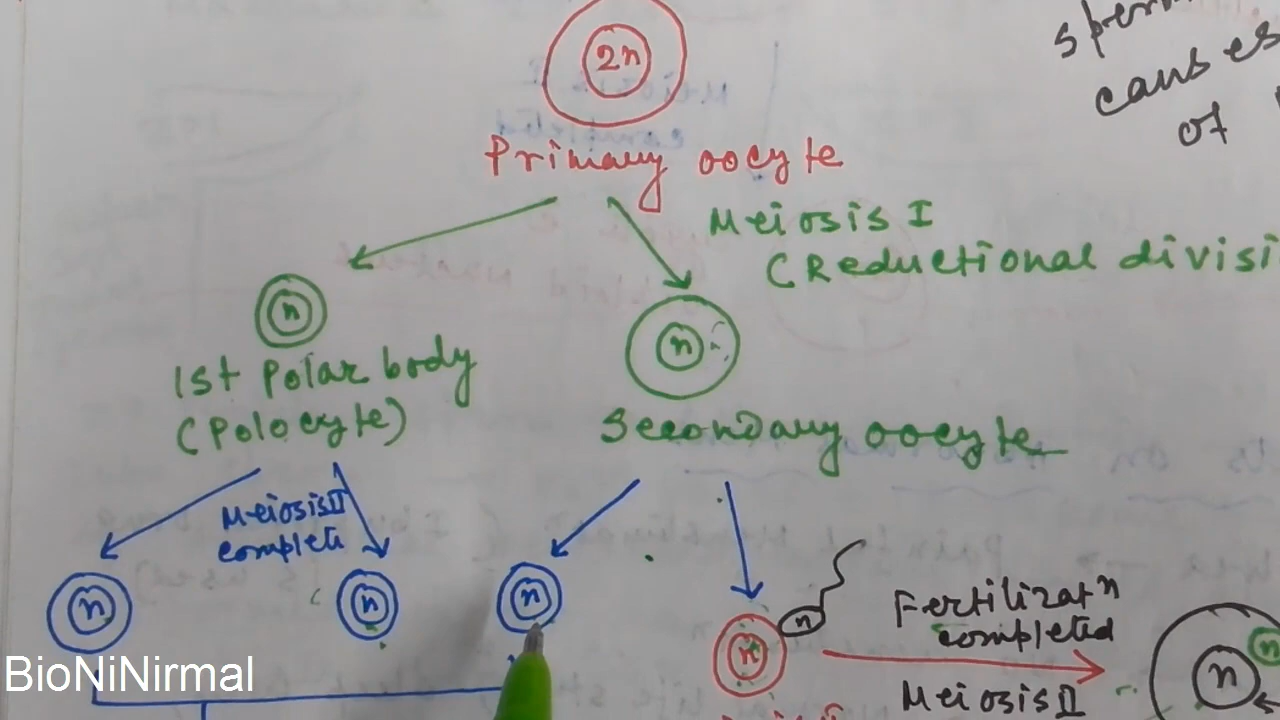 sperm
causes
of
2n
Primary oocyte
Meiosis I
(Reductional divisi
n
n
1st Polar body
(Polocyte)
Secondary oocyte
Meiosis II
complete
n
n
n
n
n
Fertilizatn
completed
Meiosis II
n
n
BioNiNirmal